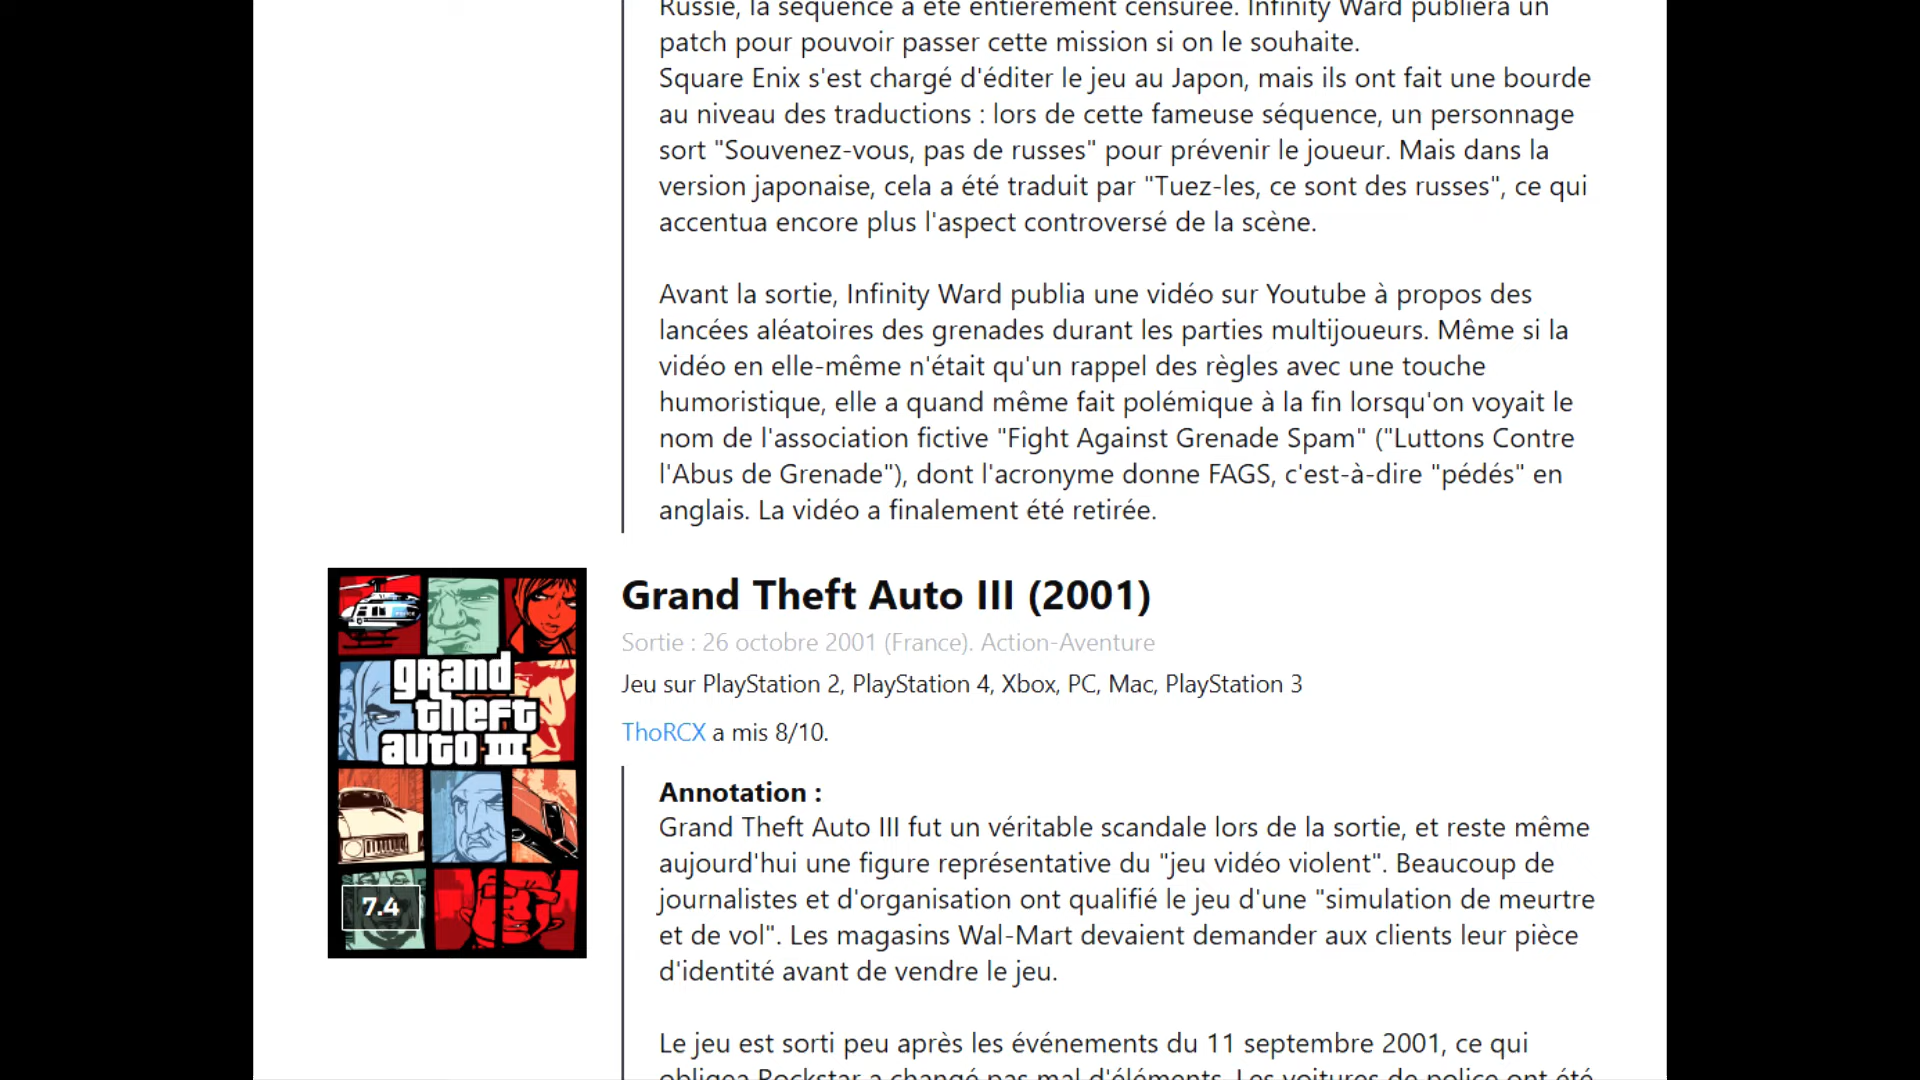 Russie, la séquence a été entièrement censurée. Infinity Ward publiera un
patch pour pouvoir passer cette mission si on le souhaite.
Square Enix s'est chargé d'éditer le jeu au Japon, mais ils ont fait une bourde
au niveau des traductions : lors de cette fameuse séquence, un personnage
sort "Souvenez-vous, pas de russes" pour prévenir le joueur. Mais dans la
version japonaise, cela a été traduit par "Tuez-les, ce sont des russes", ce qui
accentua encore plus l'aspect controversé de la scène.
Avant la sortie, Infinity Ward publia une vidéo sur Youtube à propos des
lancées aléatoires des grenades durant les parties multijoueurs. Même si la
vidéo en elle-même n'était qu'un rappel des règles avec une touche
humoristique, elle a quand même fait polémique à la fin lorsqu'on voyait le
nom de l'association fictive "Fight Against Grenade Spam" ("Luttons Contre
l'Abus de Grenade"), dont l'acronyme donne FAGS, c'est-à-dire "pédés" en
anglais. La vidéo a finalement été retirée.
grand
theft
auto III
7.4
Grand Theft Auto III (2001)
Sortie : 26 octobre 2001 (France). Action-Aventure
Jeu sur PlayStation 2, PlayStation 4, Xbox, PC, Mac, PlayStation 3
ThoRCX a mis 8/10.
Annotation :
Grand Theft Auto III fut un véritable scandale lors de la sortie, et reste même
aujourd'hui une figure représentative du "jeu vidéo violent". Beaucoup de
journalistes et d'organisation ont qualifié le jeu d'une "simulation de meurtre
et de vol". Les magasins Wal-Mart devaient demander aux clients leur pièce
d'identité avant de vendre le jeu.
Le jeu est sorti peu après les événements du 11 septembre 2001, ce qui
obligea Rockstar a changé pas mal d'éléments. Les voitures de police ont été